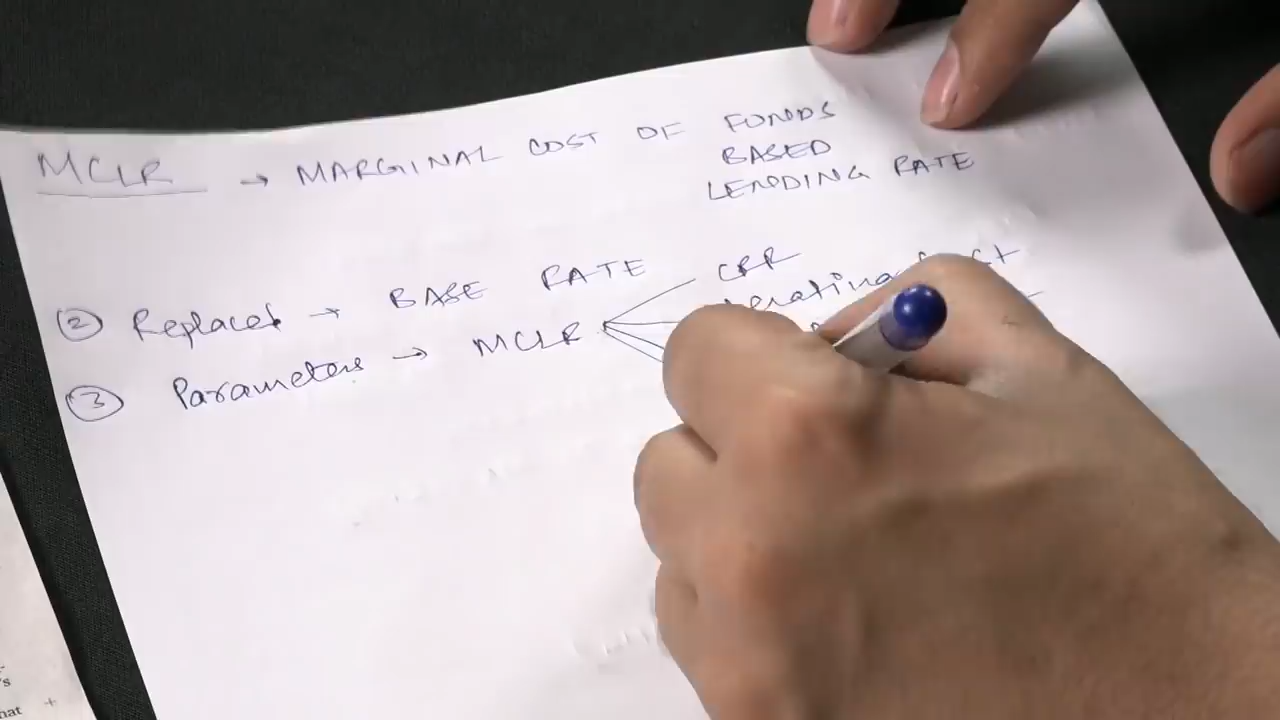 MCLR → MARGINAL COST OF FUNDS
BASED
LENDING RATE
② Replaced → BASE RATE
③ Parameters → MCLR
CRR